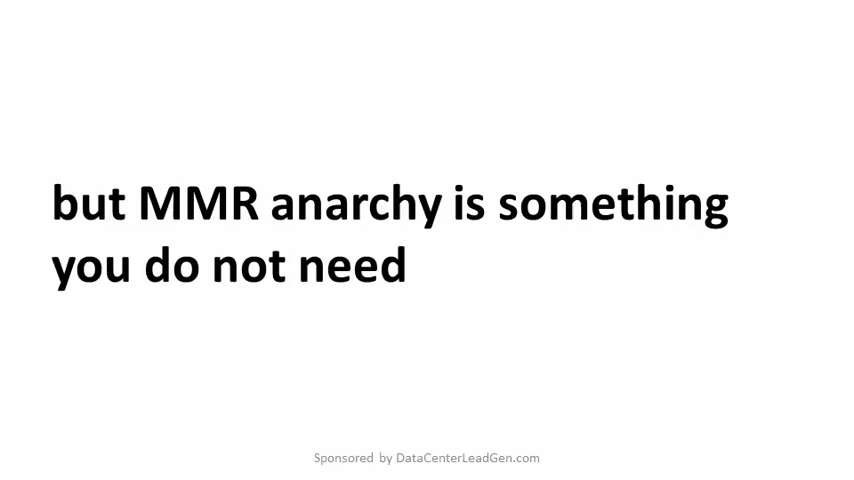 but MMR anarchy is something
you do not need
Sponsored by DataCenterLeadGen.com